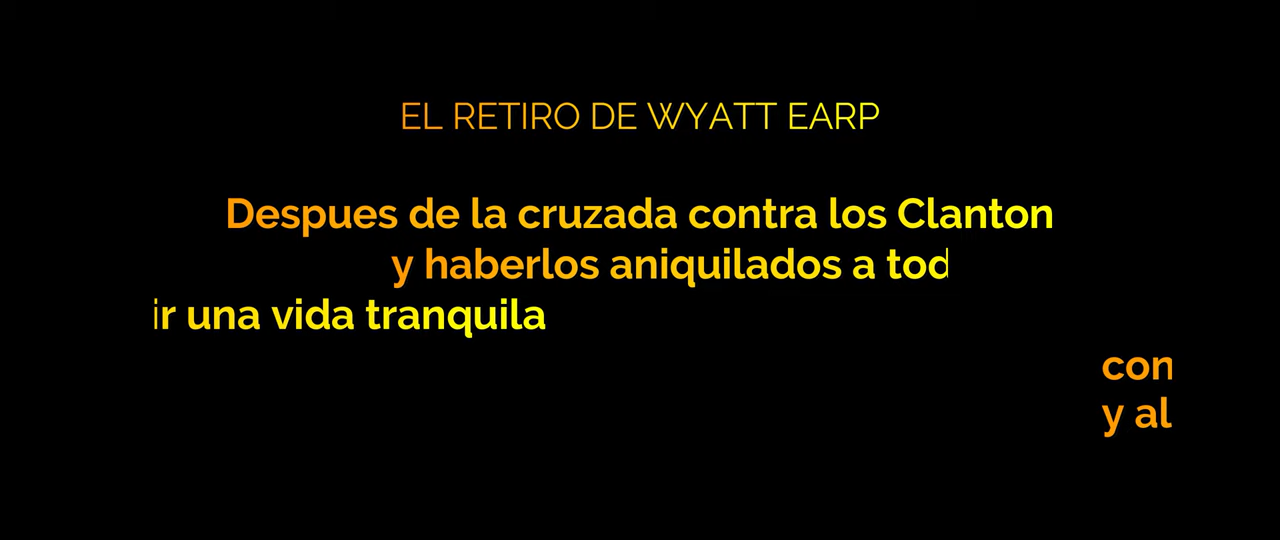 EL RETIRO DE WYATT EARP
Despues de la cruzada contra los Clanton
y haberlos aniquilados a tod
ir una vida tranquila
con
y al